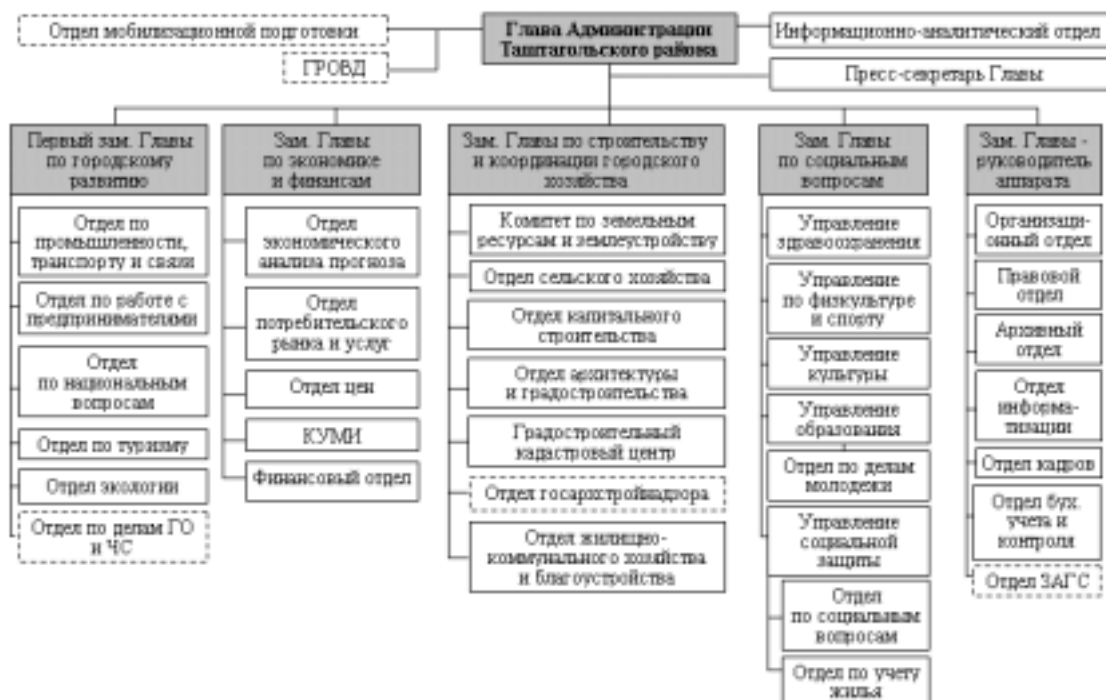 Отдел мобилизационной подготовки
Глава Администрации
Таштагольского района
Информационно-аналитический отдел
ГРОВД
Пресс-секретарь Главы
Первый зам. Главы
по городскому
развитию
Отдел по
промышленности,
транспорту и связи
Отдел по работе с
предпринимателями
Отдел
по национальным
вопросам
Отдел по туризму
Отдел экологии
Отдел по делам ГО
и ЧС
Зам. Главы
по экономике
и финансам
Отдел
экономического
анализа прогноза
Отдел
потребительского
рынка и услуг
Отдел цен
КУМИ
Финансовый отдел
Зам. Главы по строительству
и координации городского
хозяйства
Комитет по земельным
ресурсам и землеустройству
Отдел сельского хозяйства
Отдел капитального
строительства
Отдел архитектуры
и градостроительства
Градостроительный
кадастровый центр
Отдел госархстройнадзора
Отдел жилищно-
коммунального хозяйства
и благоустройства
Зам. Главы
по социальным
вопросам
Управление
здравоохранения
Управление
по физкультуре
и спорту
Управление
культуры
Управление
образования
Отдел по делам
молодежи
Управление
социальной
защиты
Отдел
по социальным
вопросам
Отдел по учету
жилья
Зам. Главы -
руководитель
аппарата
Организаци-
онный отдел
Правовой
отдел
Архивный
отдел
Отдел
информа-
тизации
Отдел кадров
Отдел бух.
учета и
контроля
Отдел ЗАГС